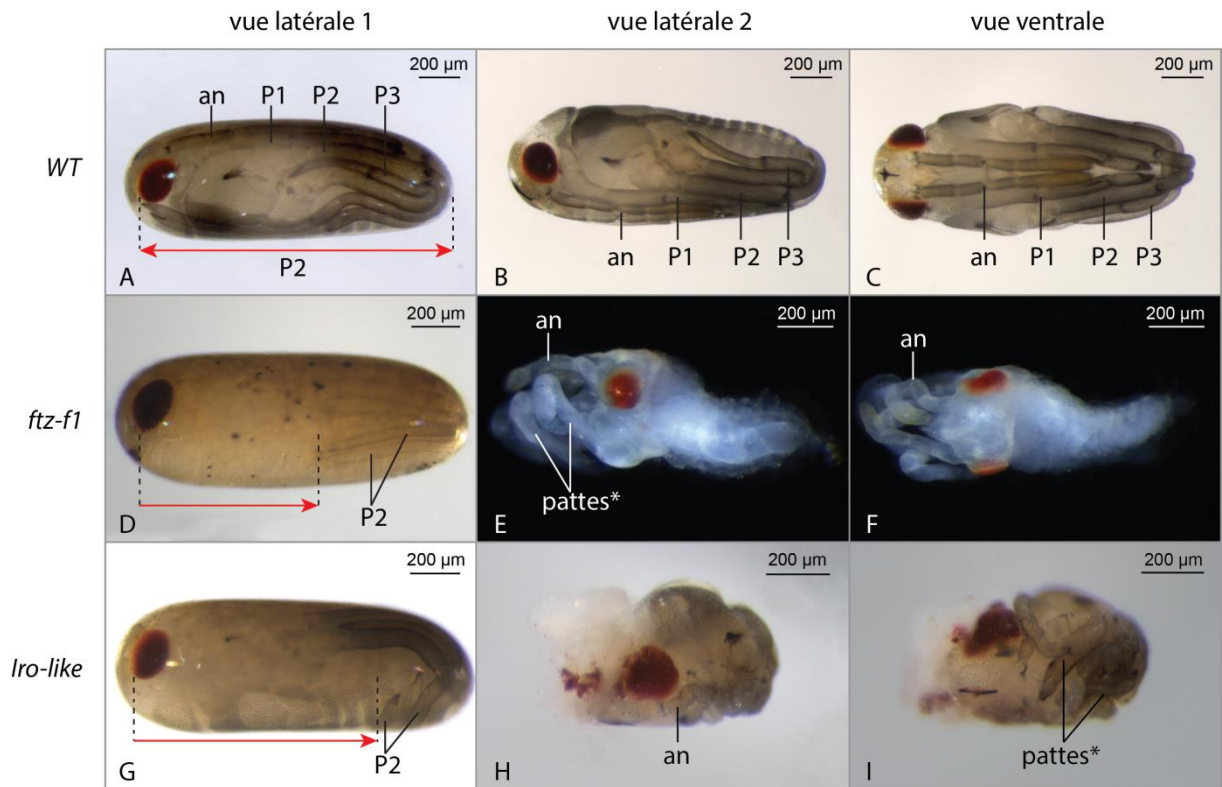 vue latérale 1 vue latérale 2 vue ventrale
WT
200 µm
an P1 P2 P3
P2
A
200 µm
an P1 P2 P3
B
200 µm
an P1 P2 P3
C
ftz-f1
200 µm
P2
D
200 µm
an
pattes*
E
200 µm
an
F
Iro-like
200 µm
P2
G
200 µm
an
H
200 µm
pattes*
I